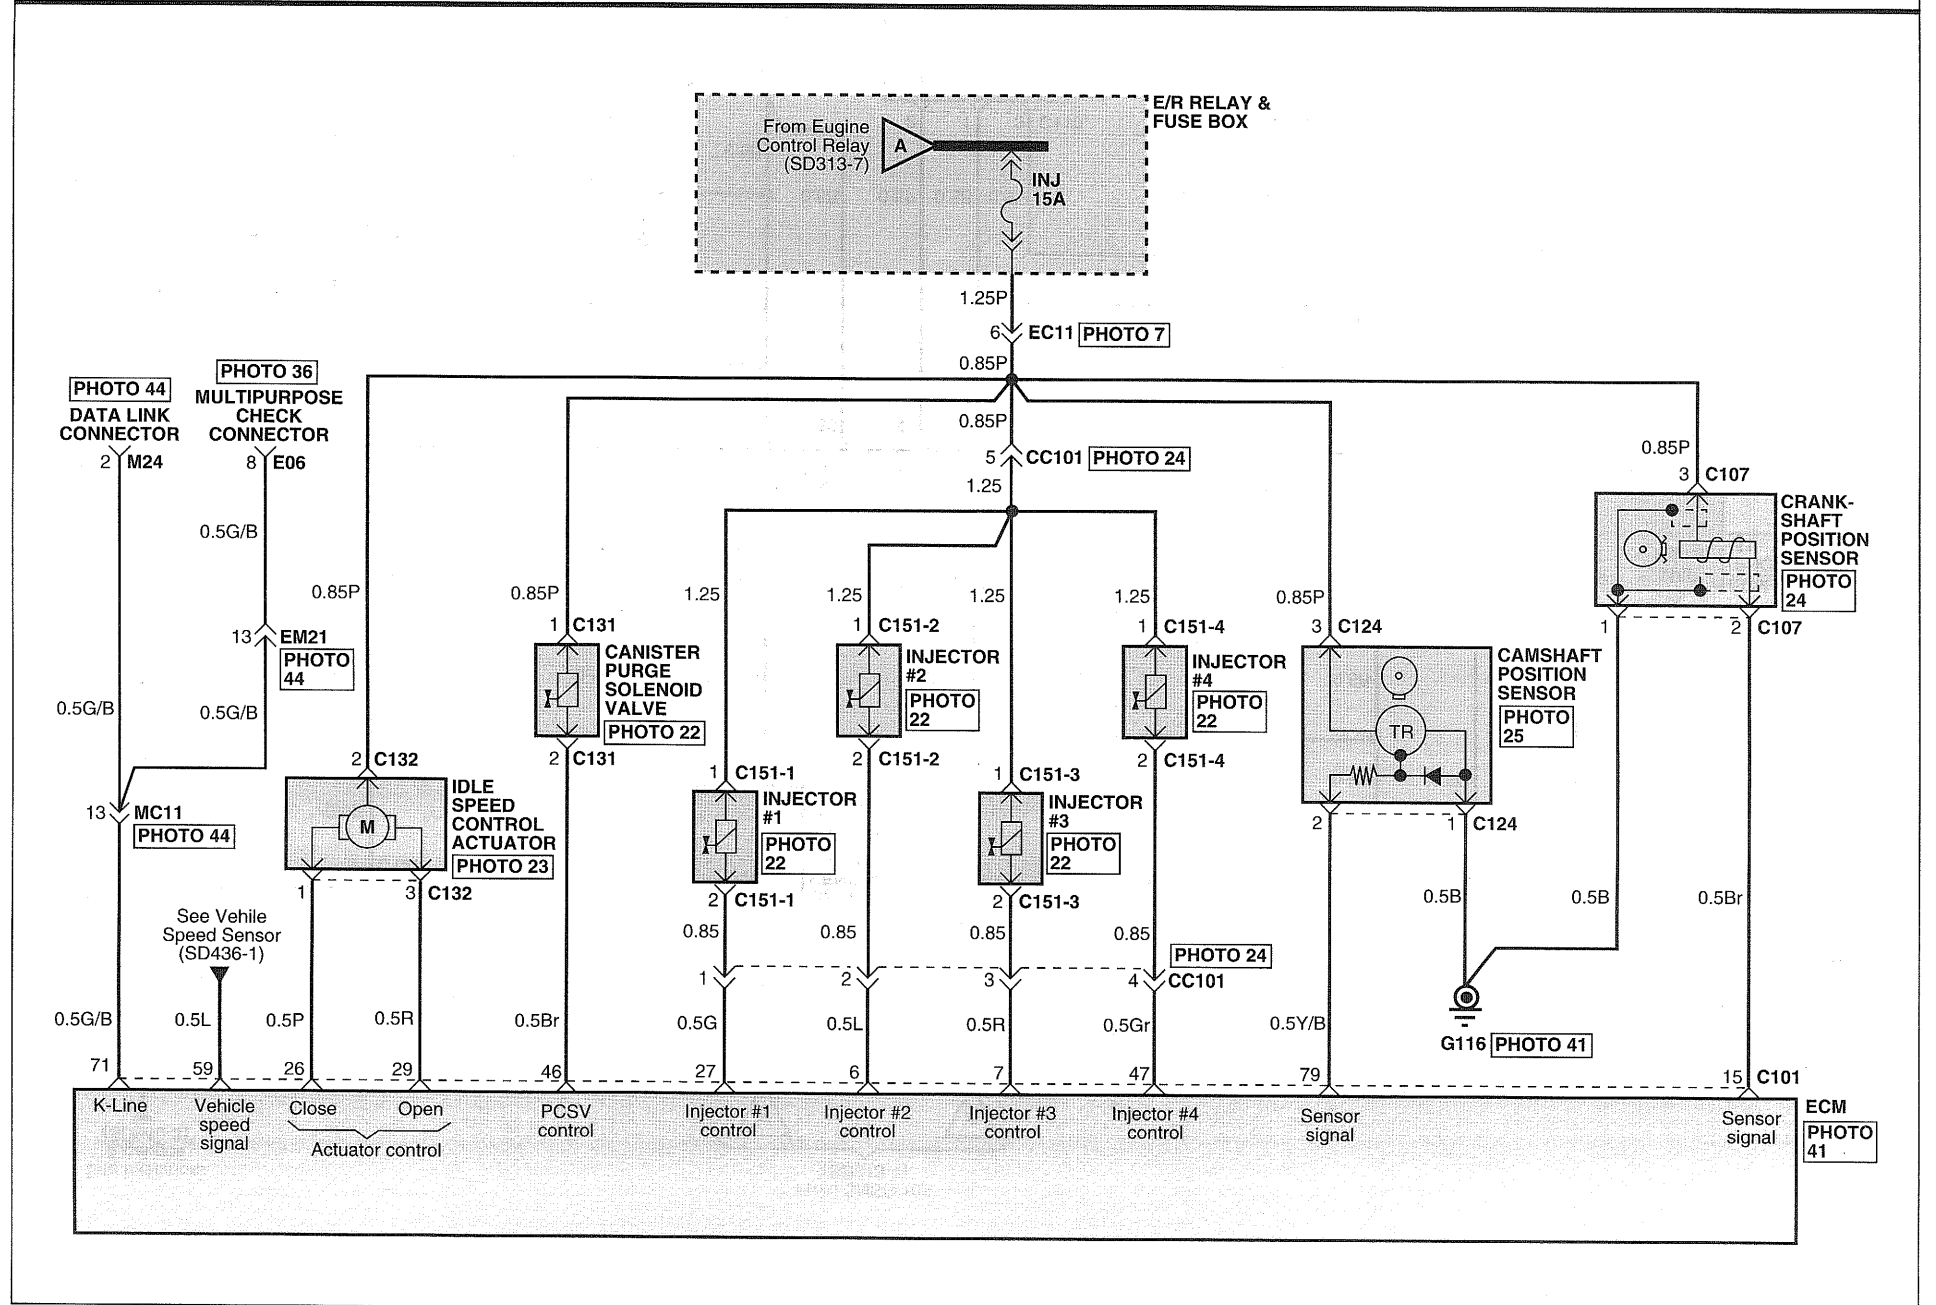 E/R RELAY &
FUSE BOX
From Eugine
Control Relay
(SD313-7)
A
INJ
15A
1.25P
6
EC11
PHOTO 7
0.85P
PHOTO 44
DATA LINK
CONNECTOR
2
M24
PHOTO 36
MULTIPURPOSE
CHECK
CONNECTOR
8
E06
0.85P
5
CC101
PHOTO 24
1.25
0.85P
3
C107
CRANK-
SHAFT
POSITION
SENSOR
PHOTO
24
1
2
C107
0.5G/B
13
EM21
PHOTO
44
0.5G/B
0.5G/B
13
MC11
PHOTO 44
0.85P
2
C132
M
IDLE
SPEED
CONTROL
ACTUATOR
PHOTO 23
1
3
C132
0.85P
1
C131
CANISTER
PURGE
SOLENOID
VALVE
PHOTO 22
2
C131
1.25
1
C151-1
INJECTOR
#1
PHOTO
22
2
C151-1
0.85
1.25
1
C151-2
INJECTOR
#2
PHOTO
22
2
C151-2
0.85
1.25
1
C151-3
INJECTOR
#3
PHOTO
22
2
C151-3
0.85
1.25
1
C151-4
INJECTOR
#4
PHOTO
22
2
C151-4
0.85
0.85P
3
C124
TR
CAMSHAFT
POSITION
SENSOR
PHOTO
25
2
1
C124
0.5B
0.5B
0.5Br
See Vehile
Speed Sensor
(SD436-1)
1
2
3
4
PHOTO 24
CC101
0.5G/B
0.5L
0.5P
0.5R
0.5Br
0.5G
0.5L
0.5R
0.5Gr
0.5Y/B
G116
PHOTO 41
71
59
26
29
46
27
6
7
47
79
15
C101
K-Line
Vehicle
speed
signal
Close
Open
Actuator control
PCSV
control
Injector #1
control
Injector #2
control
Injector #3
control
Injector #4
control
Sensor
signal
Sensor
signal
ECM
PHOTO
41